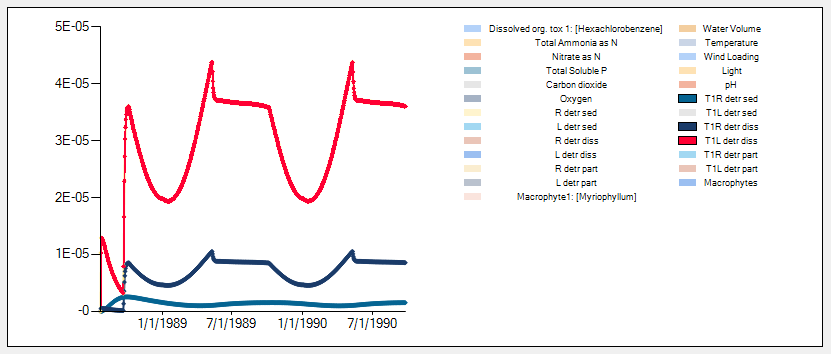 5E-05
4E-05
3E-05
2E-05
1E-05
-0
1/1/1989
7/1/1989
1/1/1990
7/1/1990
Dissolved org. tox 1: [Hexachlorobenzene]
Total Ammonia as N
Nitrate as N
Total Soluble P
Carbon dioxide
Oxygen
R detr sed
L detr sed
R detr diss
L detr diss
R detr part
L detr part
Macrophyte1: [Myriophyllum]
Water Volume
Temperature
Wind Loading
Light
pH
T1R detr sed
T1L detr sed
T1R detr diss
T1L detr diss
T1R detr part
T1L detr part
Macrophytes